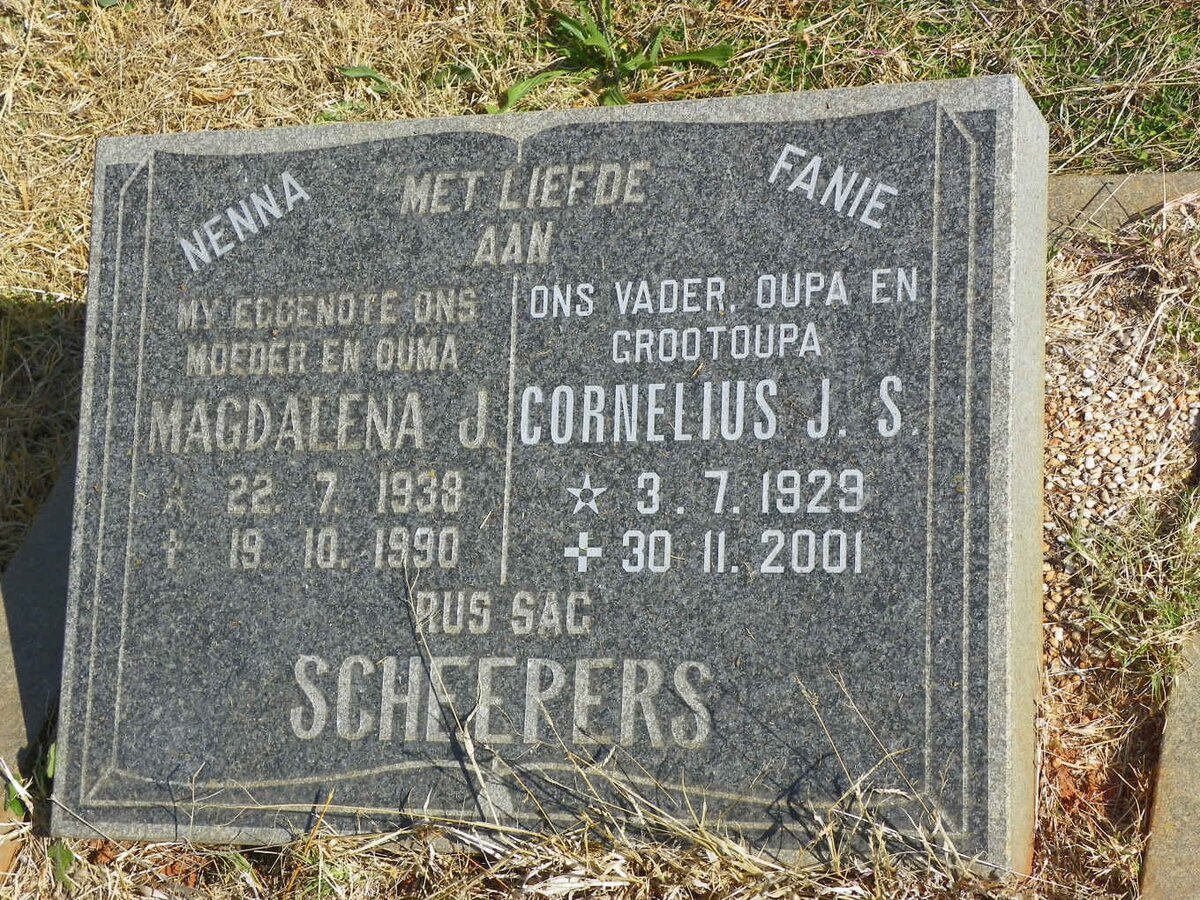 NENNA
FANIE
MET LIEFDE
AAN
MY EGGENOTE ONS
MOEDER EN OUMA
MAGDALENA J.
☆ 22. 7. 1938
✝ 19. 10. 1990
ONS VADER, OUPA EN
GROOTOUPA
CORNELIUS J. S.
☆ 3. 7. 1929
✝ 30 11. 2001
RUS SAG
SCHEEPERS